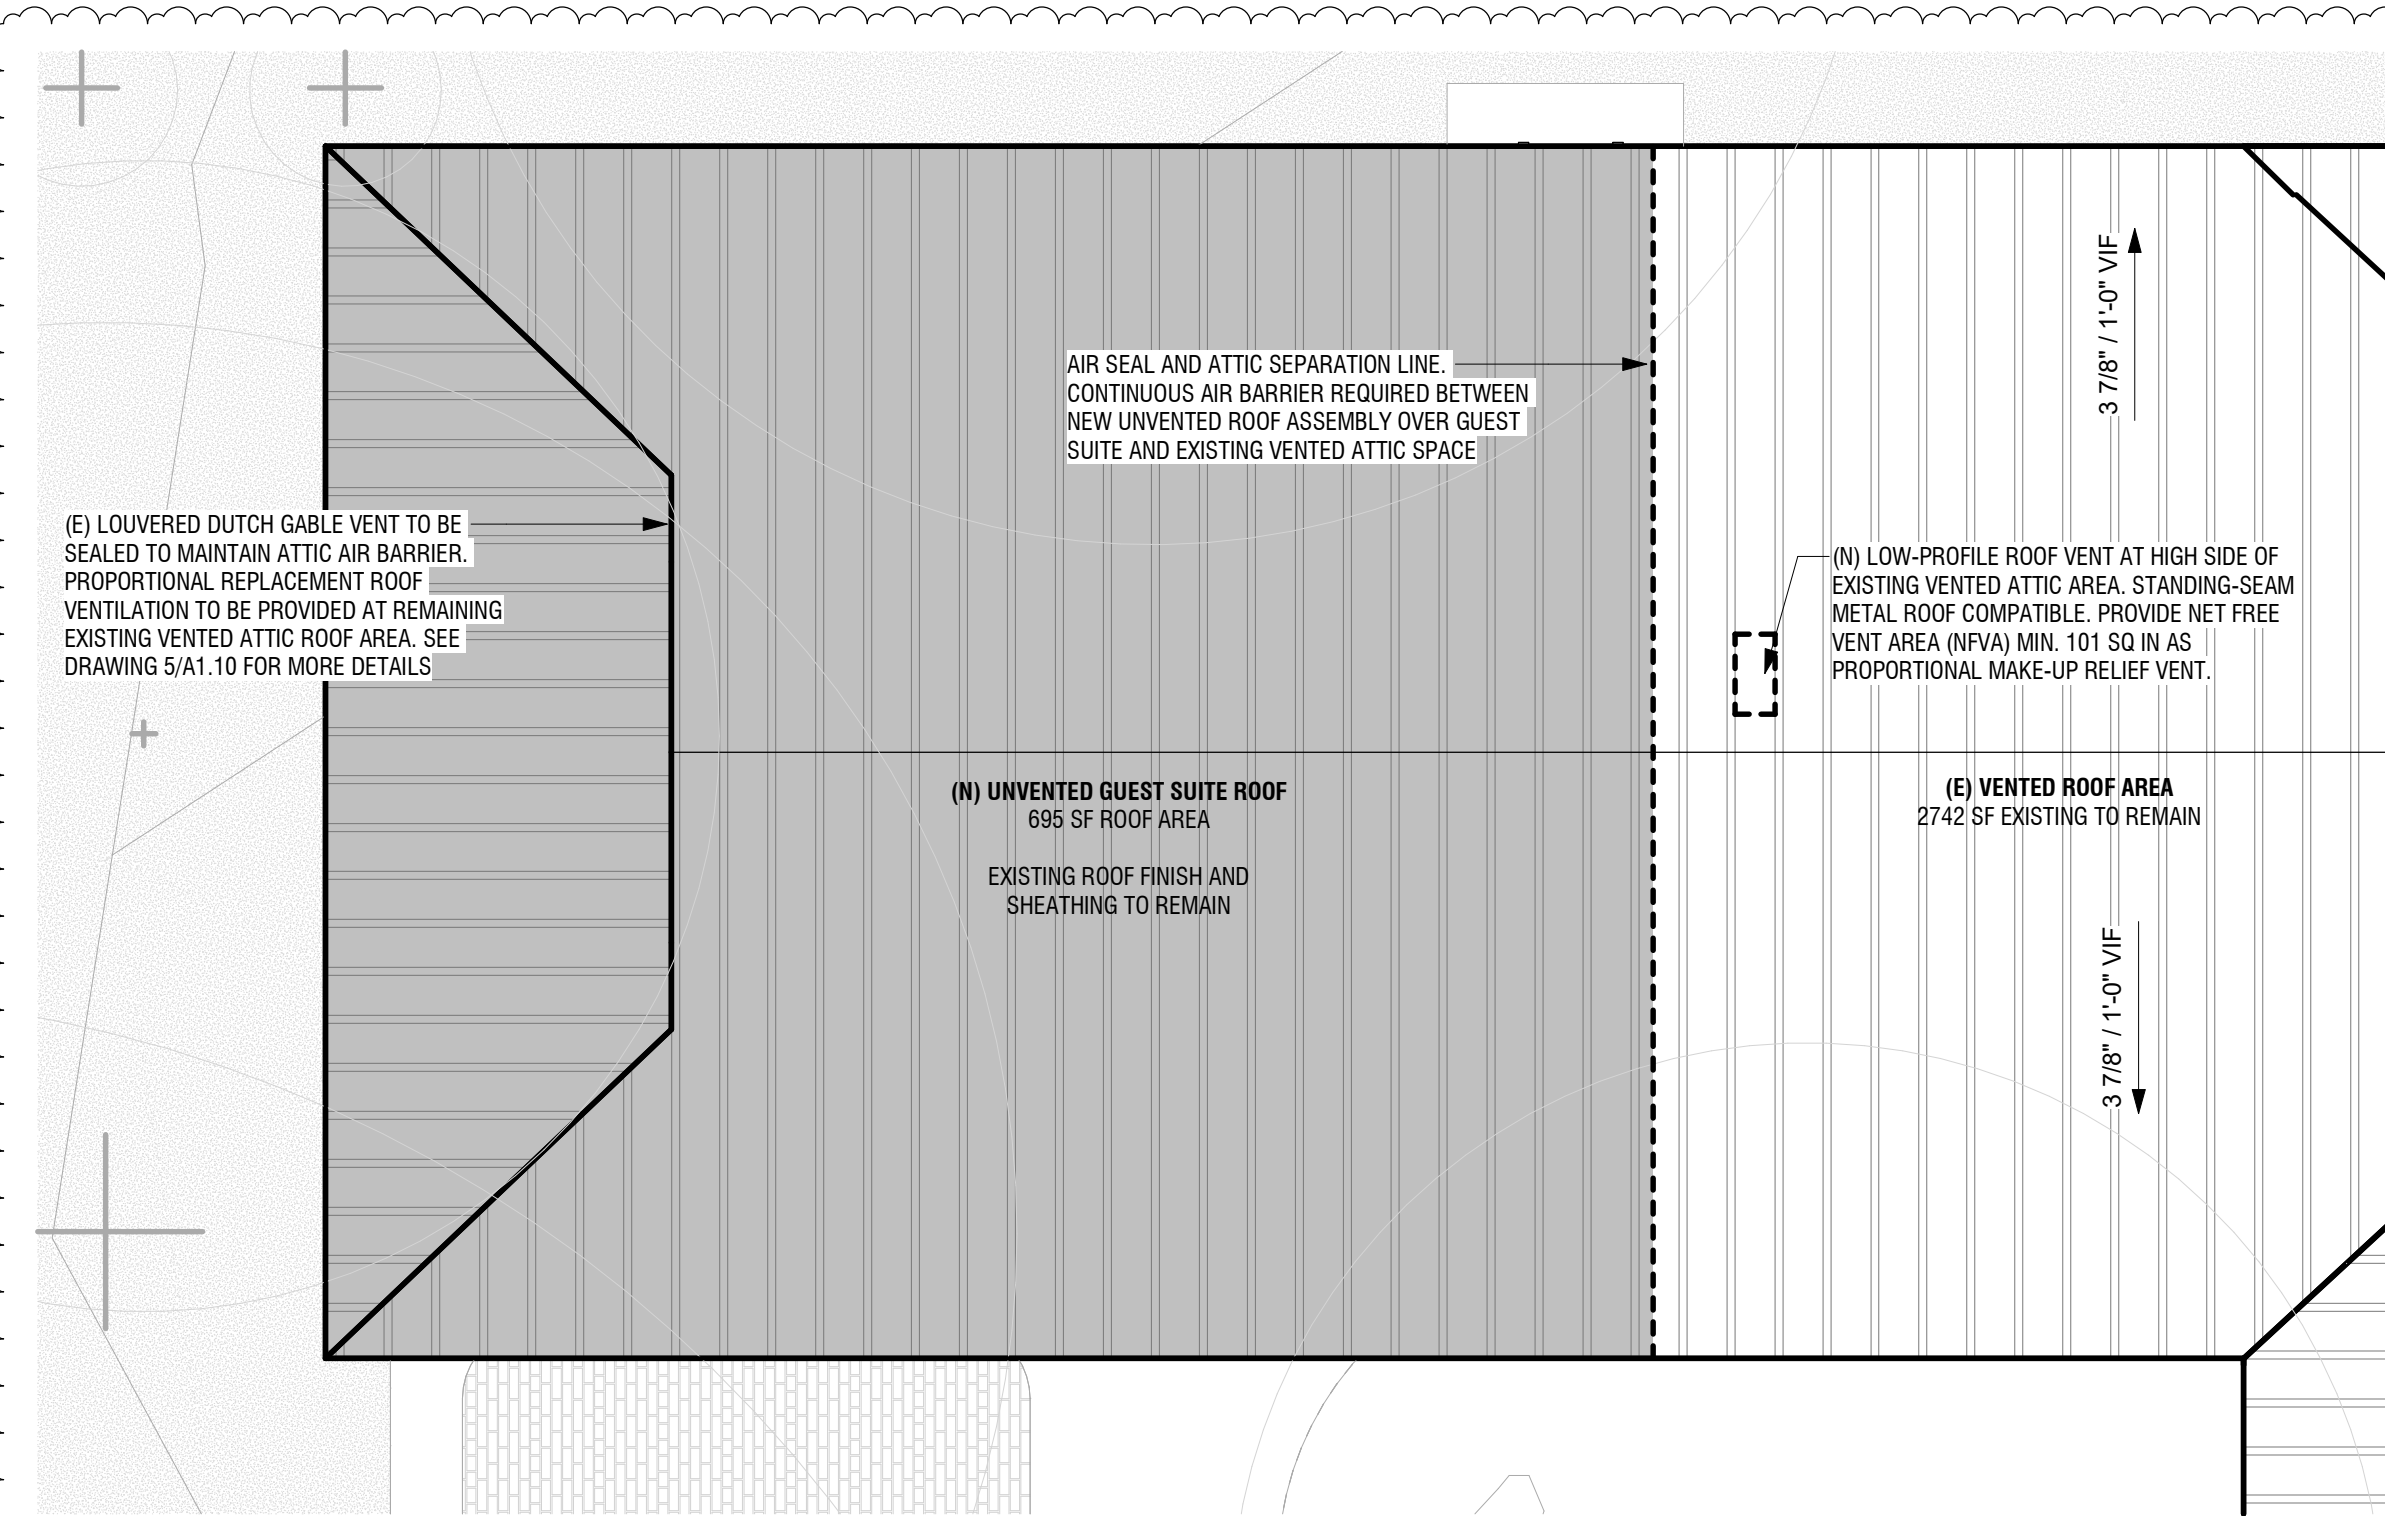 3 7/8" / 1'-0" VIF
AIR SEAL AND ATTIC SEPARATION LINE.
CONTINUOUS AIR BARRIER REQUIRED BETWEEN
NEW UNVENTED ROOF ASSEMBLY OVER GUEST
SUITE AND EXISTING VENTED ATTIC SPACE
(E) LOUVERED DUTCH GABLE VENT TO BE
SEALED TO MAINTAIN ATTIC AIR BARRIER.
PROPORTIONAL REPLACEMENT ROOF
VENTILATION TO BE PROVIDED AT REMAINING
EXISTING VENTED ATTIC ROOF AREA. SEE
DRAWING 5/A1.10 FOR MORE DETAILS
(N) LOW-PROFILE ROOF VENT AT HIGH SIDE OF
EXISTING VENTED ATTIC AREA. STANDING-SEAM
METAL ROOF COMPATIBLE. PROVIDE NET FREE
VENT AREA (NFVA) MIN. 101 SQ IN AS
PROPORTIONAL MAKE-UP RELIEF VENT.
(N) UNVENTED GUEST SUITE ROOF
695 SF ROOF AREA
EXISTING ROOF FINISH AND
SHEATHING TO REMAIN
(E) VENTED ROOF AREA
2742 SF EXISTING TO REMAIN
3 7/8" / 1'-0" VIF